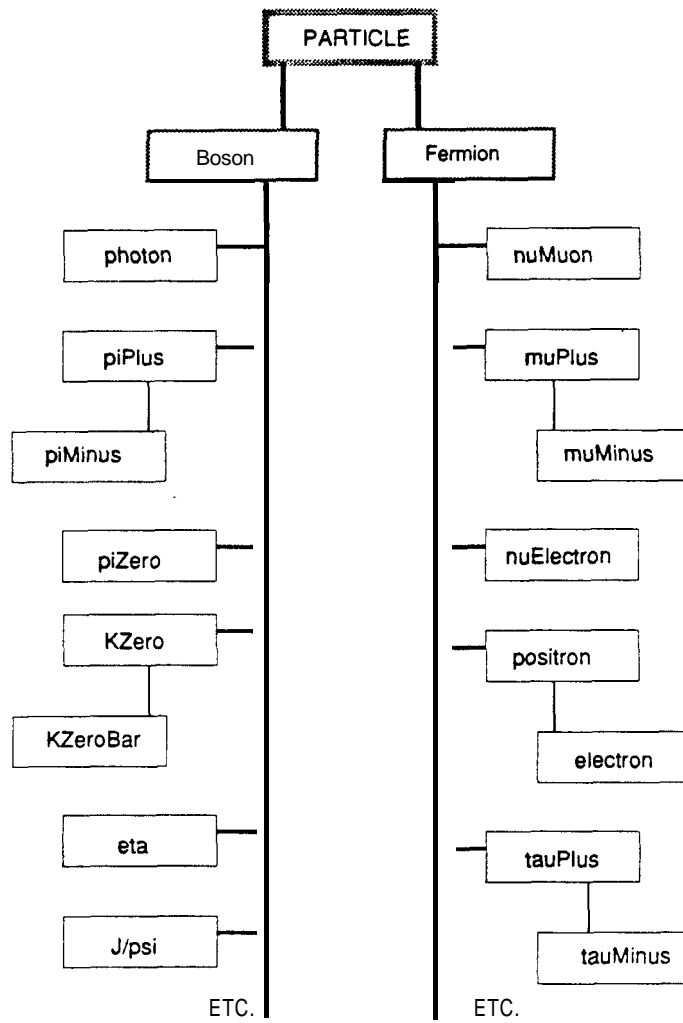 PARTICLE
Boson
Fermion
photon
nuMuon
piPlus
muPlus
piMinus
muMinus
piZero
nuElectron
KZero
positron
KZeroBar
electron
eta
tauPlus
J/psi
tauMinus
ETC.
ETC.